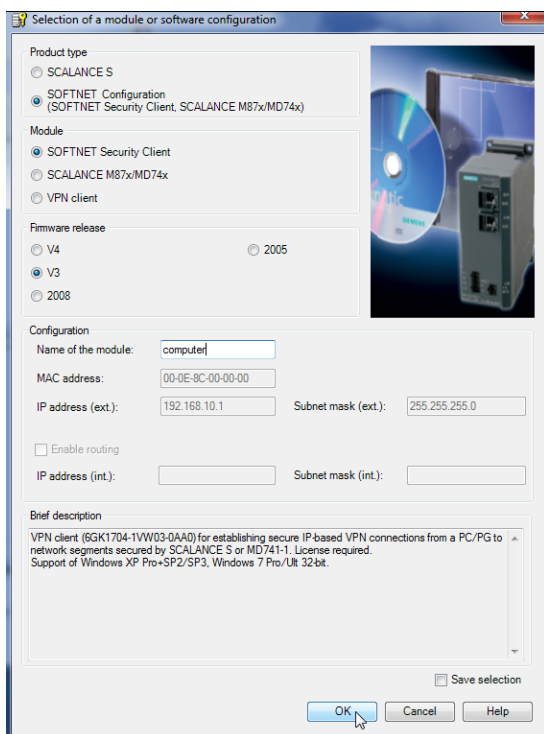 Selection of a module or software configuration
Product type
SCALANCE S
SOFTNET Configuration
(SOFTNET Security Client, SCALANCE M87x/MD74x)
Module
SOFTNET Security Client
SCALANCE M87x/MD74x
VPN client
Firmware release
V4 2005
V3
2008
SIEMENS
SIEMENS
Configuration
Name of the module: computer
MAC address: 00-0E-8C-00-00-00
IP address (ext.): 192.168.10.1 Subnet mask (ext.): 255.255.255.0
Enable routing
IP address (int.): Subnet mask (int.):
Brief description
VPN client (6GK1704-1VW03-0AA0) for establishing secure IP-based VPN connections from a PC/PG to
network segments secured by SCALANCE S or MD741-1. License required.
Support of Windows XP Pro+SP2/SP3, Windows 7 Pro/Ult 32-bit.
Save selection
OK Cancel Help